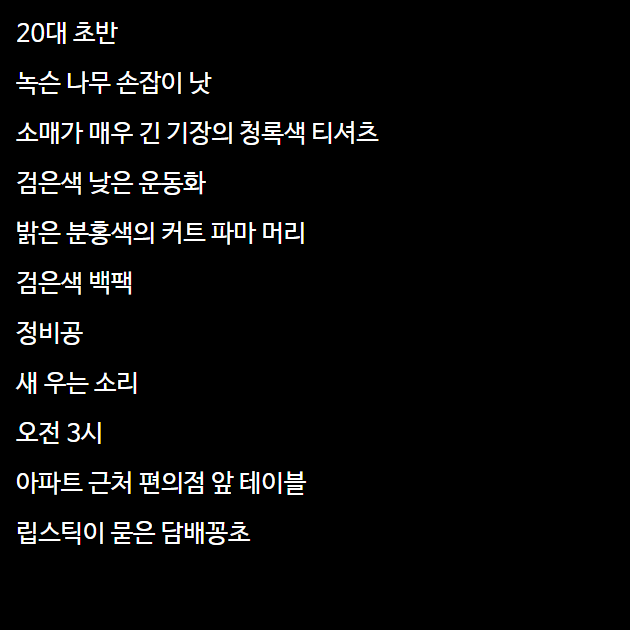 20대 초반
녹슨 나무 손잡이 낫
소매가 매우 긴 기장의 청록색 티셔츠
검은색 낮은 운동화
밝은 분홍색의 커트 파마 머리
검은색 백팩
정비공
새 우는 소리
오전 3시
아파트 근처 편의점 앞 테이블
립스틱이 묻은 담배꽁초